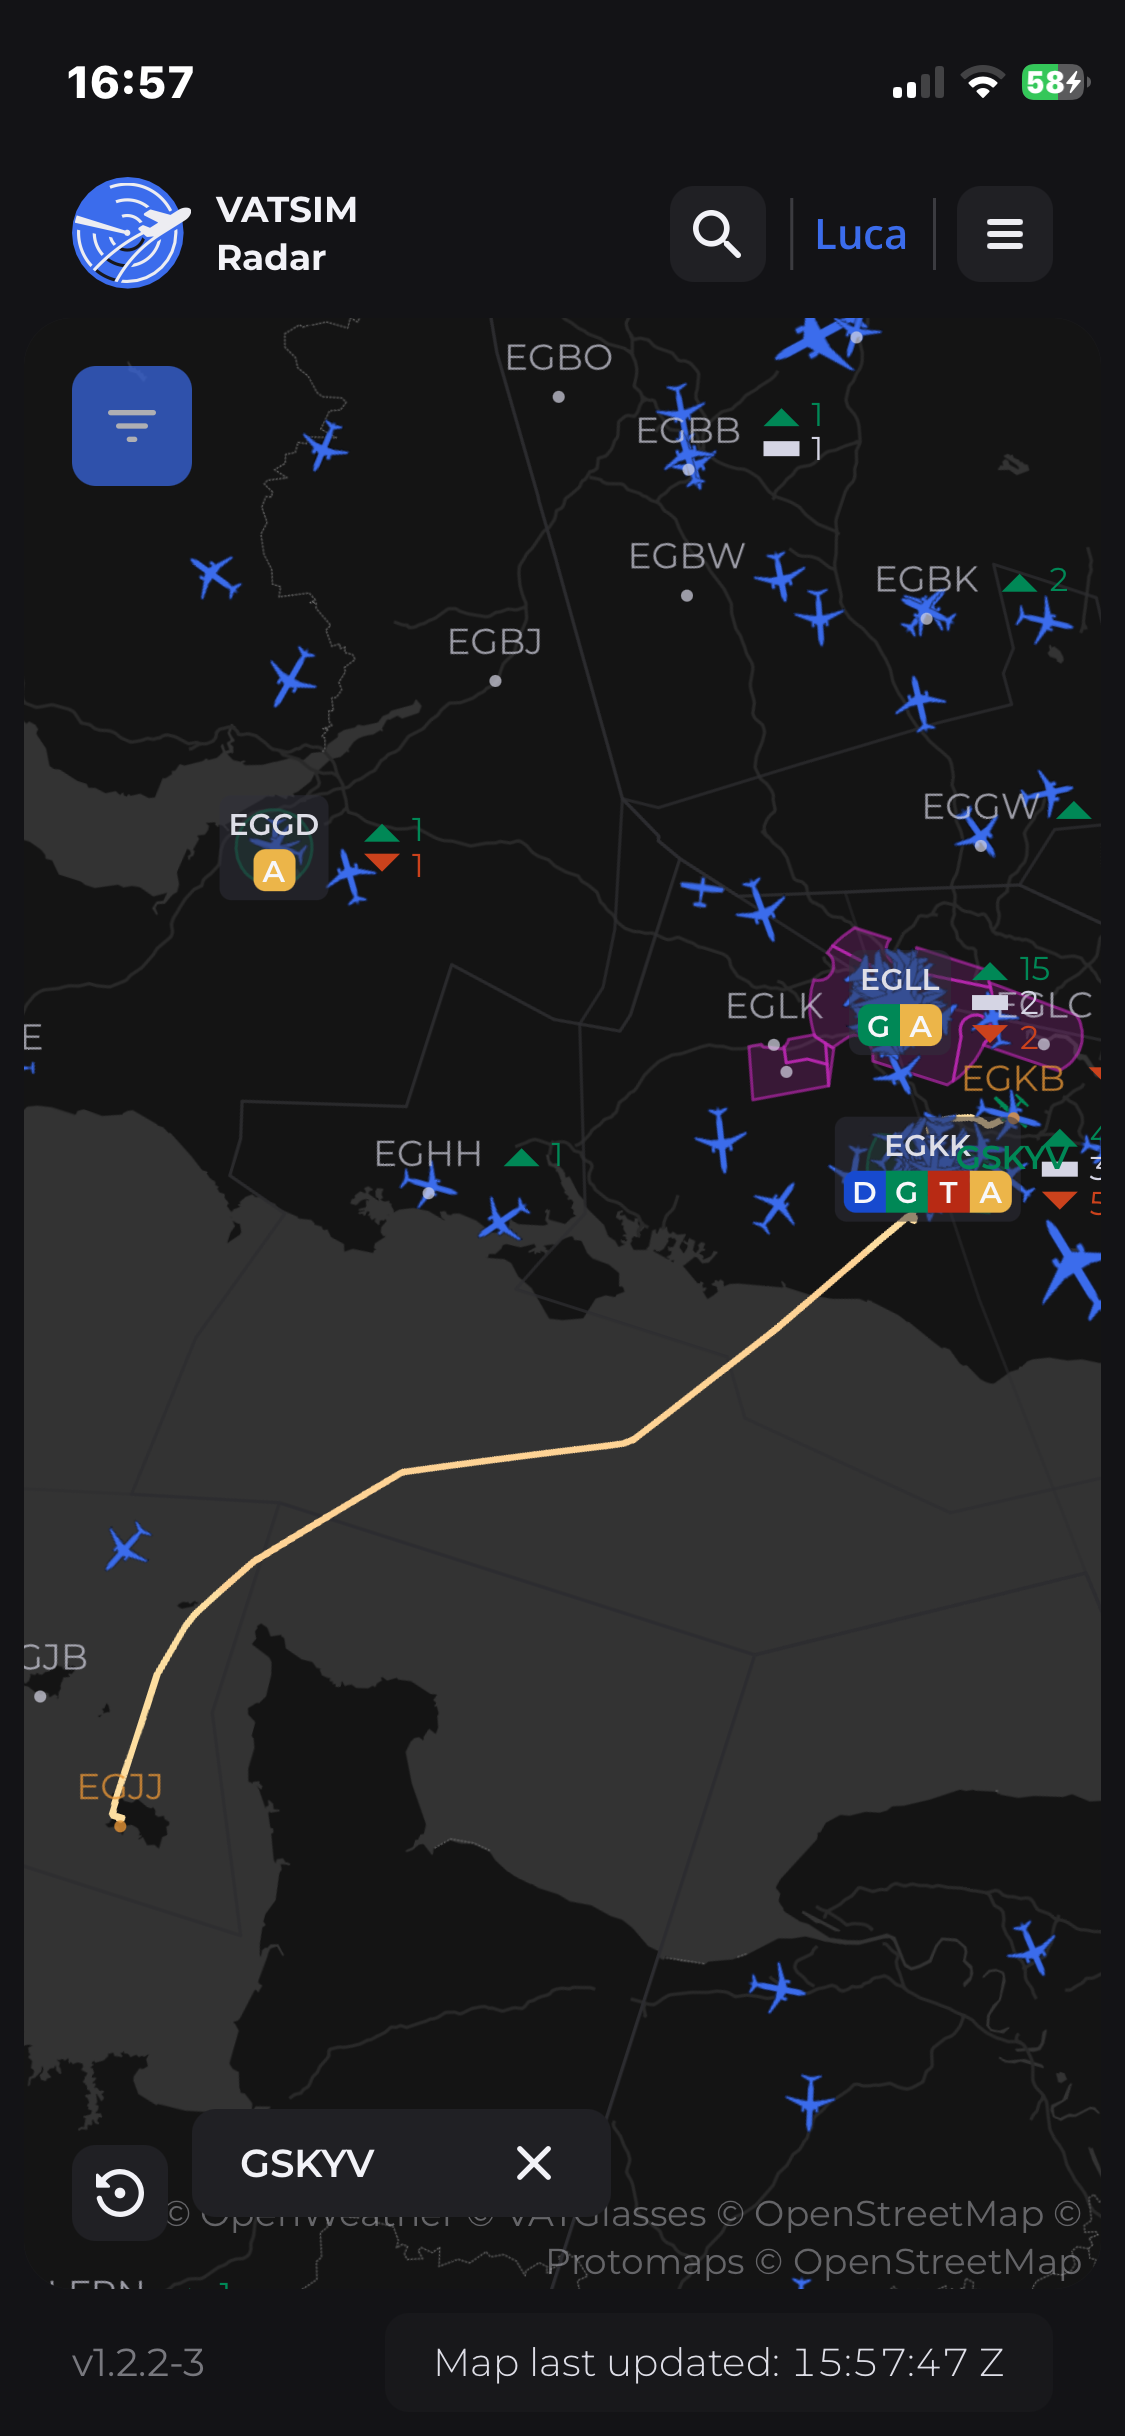 16:57
58
VATSIM
Radar
Luca
EGBO
EGBB
1
1
EGBW
EGBK
2
EGBJ
EGGW
EGGD
A
1
1
EGLL
G A
15
2
2
EGLK
EGLC
EGKB
EGHH
1
EGKK
D G T A
GSKYV
GJB
EGJJ
GSKYV
© OpenWeather © VATGlasses © OpenStreetMap ©
Protomaps © OpenStreetMap
v1.2.2-3
Map last updated: 15:57:47 Z